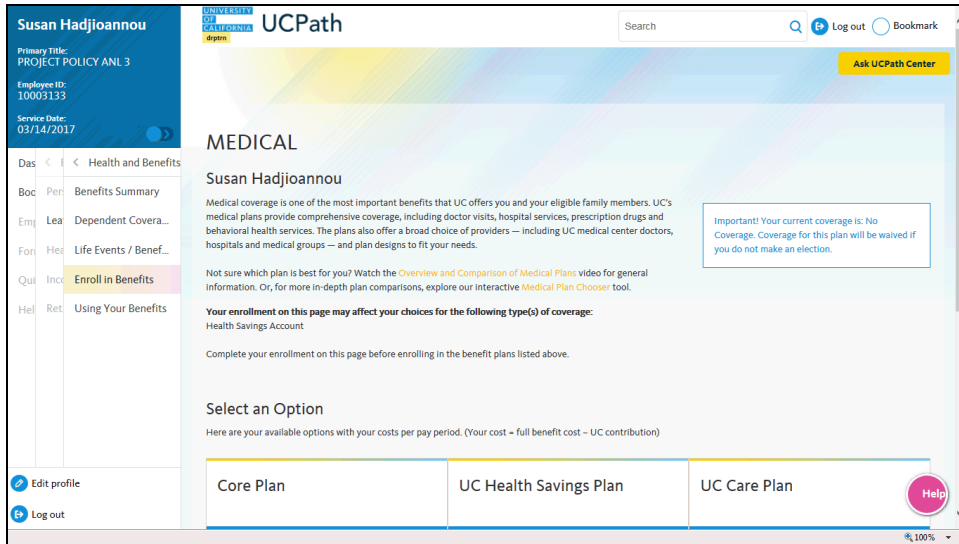 Susan Hadjioannou
Primary Title:
PROJECT POLICY ANL 3
Employee ID:
10003133
Service Date:
03/14/2017
UNIVERSITY
OF
CALIFORNIA
drptrn
UCPath
Search
Log out
Bookmark
Ask UCPath Center
Das
Boo
Emp
For
Qui
Hel
Per
Lea
Hea
Inco
Ret
Health and Benefits
Benefits Summary
Dependent Covera...
Life Events / Benef...
Enroll in Benefits
Using Your Benefits
Edit profile
Log out
MEDICAL
Susan Hadjioannou
Medical coverage is one of the most important benefits that UC offers you and your eligible family members. UC's
medical plans provide comprehensive coverage, including doctor visits, hospital services, prescription drugs and
behavioral health services. The plans also offer a broad choice of providers — including UC medical center doctors,
hospitals and medical groups — and plan designs to fit your needs.
Not sure which plan is best for you? Watch the Overview and Comparison of Medical Plans video for general
information. Or, for more in-depth plan comparisons, explore our interactive Medical Plan Chooser tool.
Your enrollment on this page may affect your choices for the following type(s) of coverage:
Health Savings Account
Complete your enrollment on this page before enrolling in the benefit plans listed above.
Important! Your current coverage is: No
Coverage. Coverage for this plan will be waived if
you do not make an election.
Select an Option
Here are your available options with your costs per pay period. (Your cost = full benefit cost – UC contribution)
Core Plan
UC Health Savings Plan
UC Care Plan
Help
100%